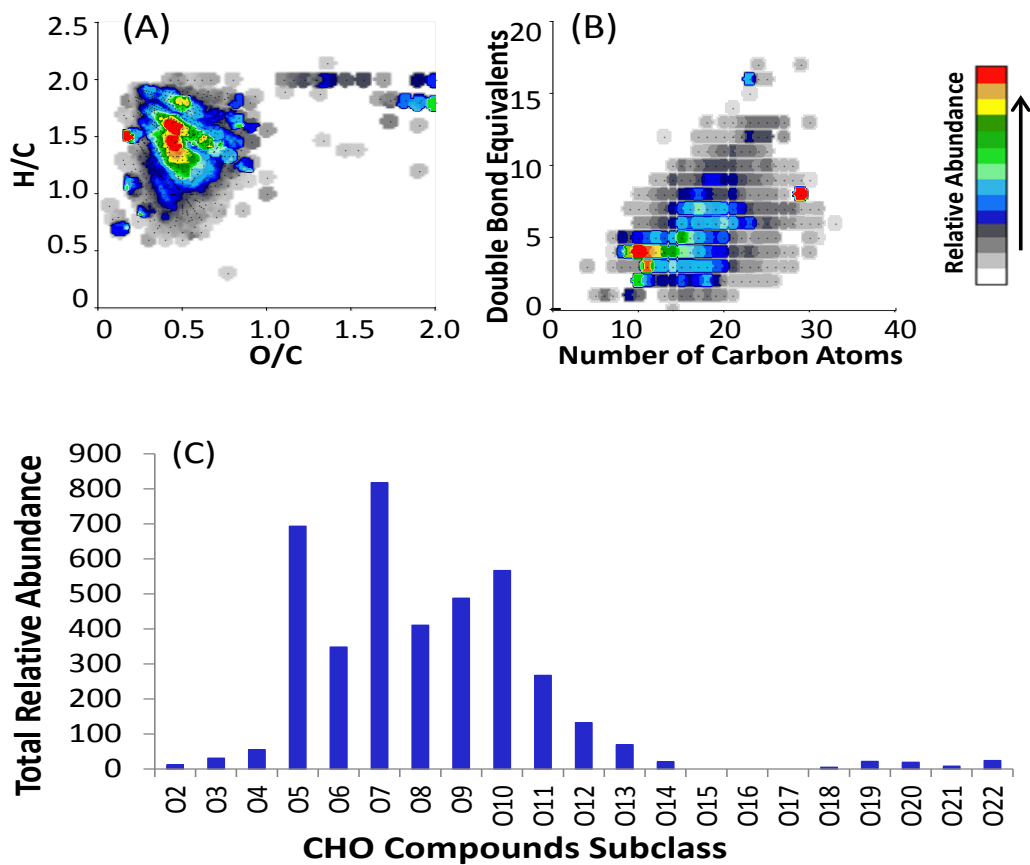 (A)
2.5
2.0
1.5
1.0
0.5
0
H/C
0 0.5 1.0 1.5 2.0
O/C
(B)
20
15
10
5
0
Double Bond Equivalents
0 10 20 30 40
Number of Carbon Atoms
Relative Abundance
(C)
900
800
700
600
500
400
300
200
100
0
Total Relative Abundance
O2 O3 O4 O5 O6 O7 O8 O9 O10 O11 O12 O13 O14 O15 O16 O17 O18 O19 O20 O21 O22
CHO Compounds Subclass